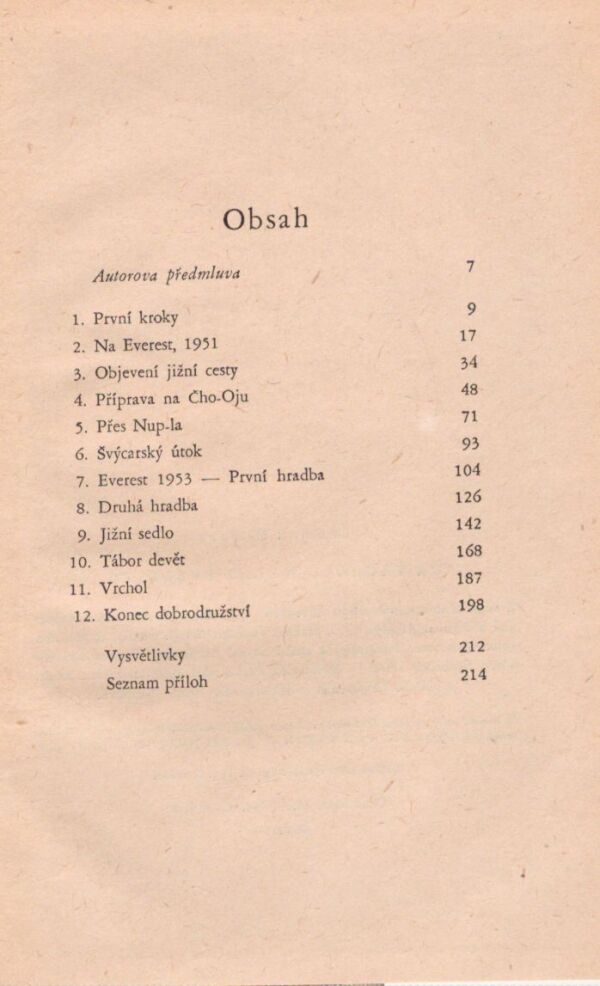 Obsah
Autorova předmluva 7
1. První kroky 9
2. Na Everest, 1951 17
3. Objevení jižní cesty 34
4. Příprava na Čho-Oju 48
5. Přes Nup-la 71
6. Švýcarský útok 93
7. Everest 1953 — První hradba 104
8. Druhá hradba 126
9. Jižní sedlo 142
10. Tábor devět 168
11. Vrchol 187
12. Konec dobrodružství 198
Vysvětlivky 212
Seznam příloh 214